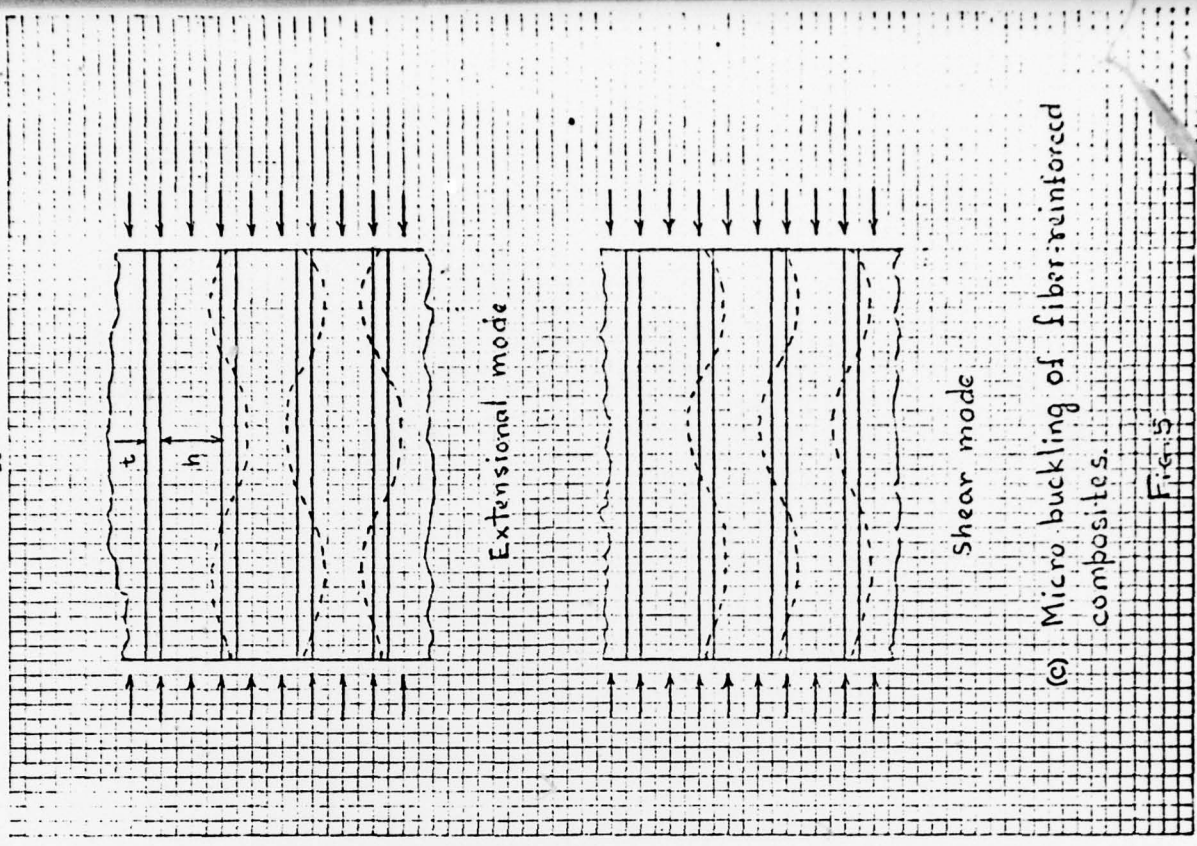 t
h
Extensional mode
Shear mode
(c) Micro buckling of fiber-reinforced
composites.
Fig. 5